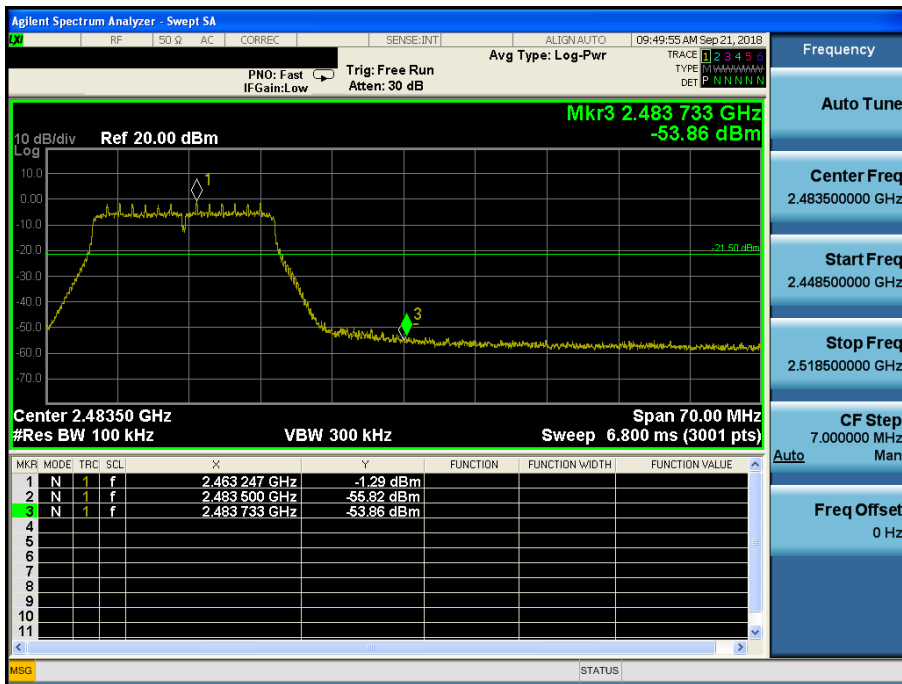 Agilent Spectrum Analyzer - Swept SA
LXI RF 50 Ω AC CORREC SENSE:INT ALIGN AUTO 09:49:55 AM Sep 21, 2018
PNO: Fast
IFGain:Low
Trig: Free Run
Atten: 30 dB
Avg Type: Log-Pwr
TRACE 1 2 3 4 5 6
TYPE M WWWWW
DET P N N N N N
Mkr3 2.483 733 GHz
-53.86 dBm
10 dB/div Ref 20.00 dBm
Log
10.0
0.00
-10.0
-20.0
-30.0
-40.0
-50.0
-60.0
-70.0
1
-21.50 dBm
3
Center 2.48350 GHz Span 70.00 MHz
#Res BW 100 kHz VBW 300 kHz Sweep 6.800 ms (3001 pts)
MKR MODE TRC SCL X Y FUNCTION FUNCTION WIDTH FUNCTION VALUE
1 N 1 f 2.463 247 GHz -1.29 dBm
2 N 1 f 2.483 500 GHz -55.82 dBm
3 N 1 f 2.483 733 GHz -53.86 dBm
4
5
6
7
8
9
10
11
MSG STATUS
Frequency
Auto Tune
Center Freq
2.483500000 GHz
Start Freq
2.448500000 GHz
Stop Freq
2.518500000 GHz
CF Step
7.000000 MHz
Auto Man
Freq Offset
0 Hz